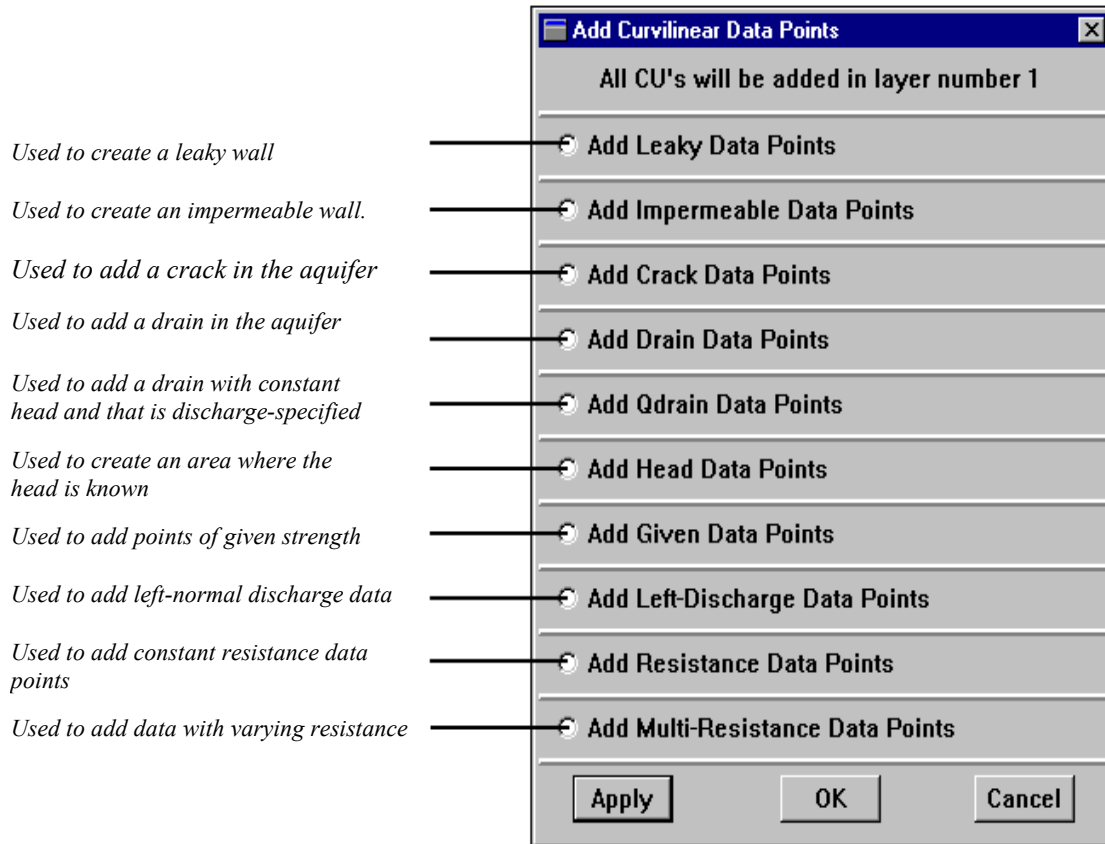 Add Curvilinear Data Points
All CU's will be added in layer number 1
Used to create a leaky wall
Add Leaky Data Points
Used to create an impermeable wall.
Add Impermeable Data Points
Used to add a crack in the aquifer
Add Crack Data Points
Used to add a drain in the aquifer
Add Drain Data Points
Used to add a drain with constant
head and that is discharge-specified
Add Qdrain Data Points
Used to create an area where the
head is known
Add Head Data Points
Used to add points of given strength
Add Given Data Points
Used to add left-normal discharge data
Add Left-Discharge Data Points
Used to add constant resistance data
points
Add Resistance Data Points
Used to add data with varying resistance
Add Multi-Resistance Data Points
Apply OK Cancel